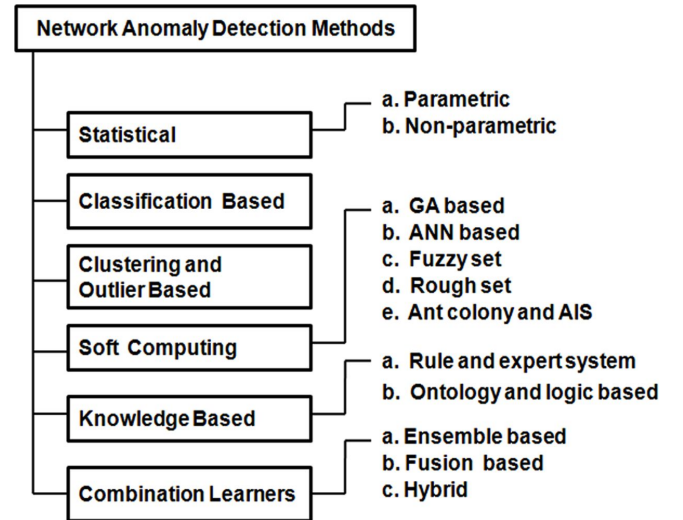 Network Anomaly Detection Methods
Statistical
a. Parametric
b. Non-parametric
Classification Based
Clustering and
Outlier Based
Soft Computing
a. GA based
b. ANN based
c. Fuzzy set
d. Rough set
e. Ant colony and AIS
Knowledge Based
a. Rule and expert system
b. Ontology and logic based
Combination Learners
a. Ensemble based
b. Fusion based
c. Hybrid